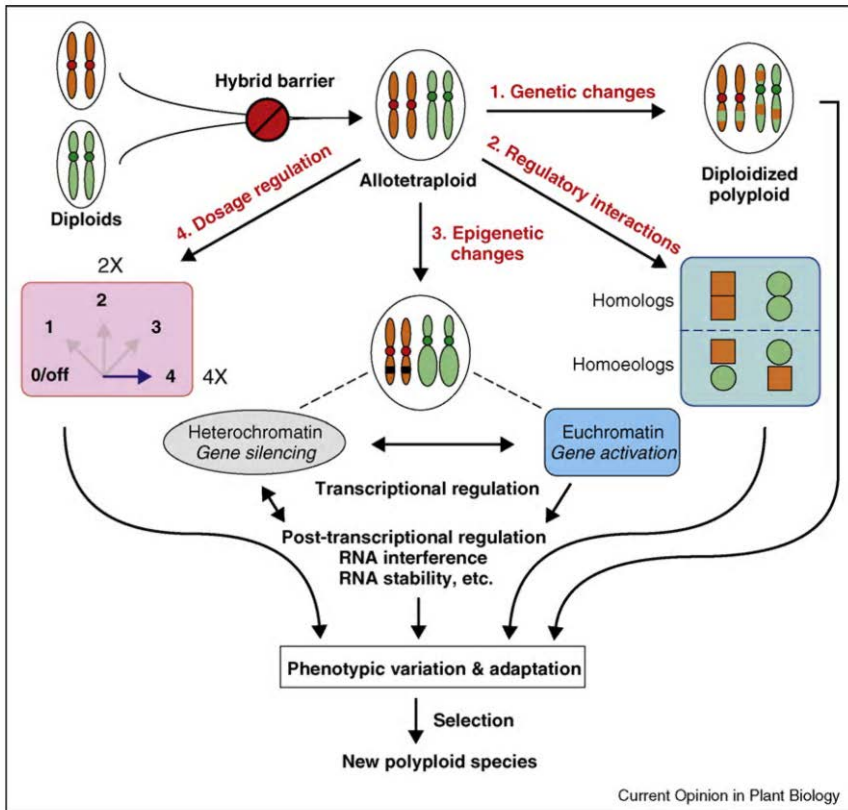 Hybrid barrier
Diploids
Allotetraploid
1. Genetic changes
Diploidized
polyploid
2. Regulatory interactions
3. Epigenetic
changes
4. Dosage regulation
2X
0/off
1
2
3
4
4X
Homologs
Homoeologs
Heterochromatin
Gene silencing
Euchromatin
Gene activation
Transcriptional regulation
Post-transcriptional regulation
RNA interference
RNA stability, etc.
Phenotypic variation & adaptation
Selection
New polyploid species
Current Opinion in Plant Biology